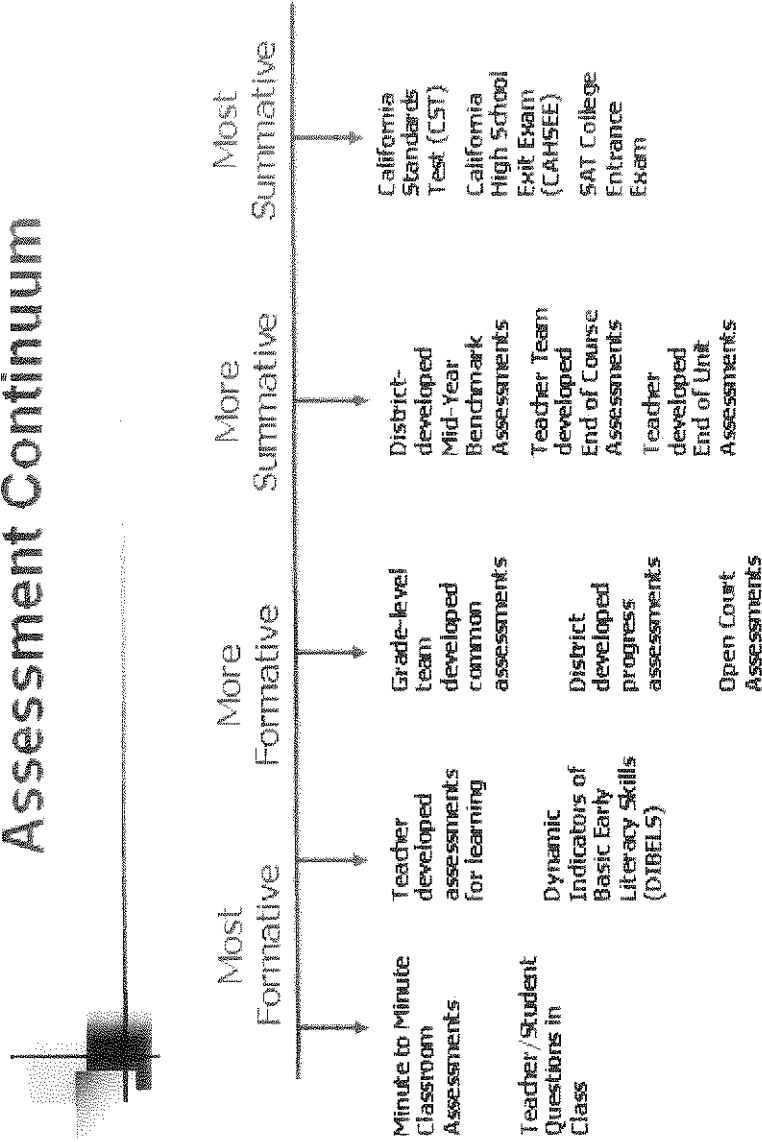 Assessment Continuum
Most
Formative
More
Formative
More
Summative
Most
Summative
Minute to Minute
Classroom
Assessments
Teacher/Student
Questions in
Class
Teacher
developed
assessments
for learning
Dynamic
Indicators of
Basic Early
Literacy Skills
(DIBELS)
Grade-level
team
developed
common
assessments
District
developed
progress
assessments
Open Court
Assessments
District-
developed
Mid-Year
Benchmark
Assessments
Teacher Team
developed
End of Course
Assessments
Teacher
developed
End of Unit
Assessments
California
Standards
Test (CST)
California
High School
Exit Exam
(CAHSEE)
SAT College
Entrance
Exam